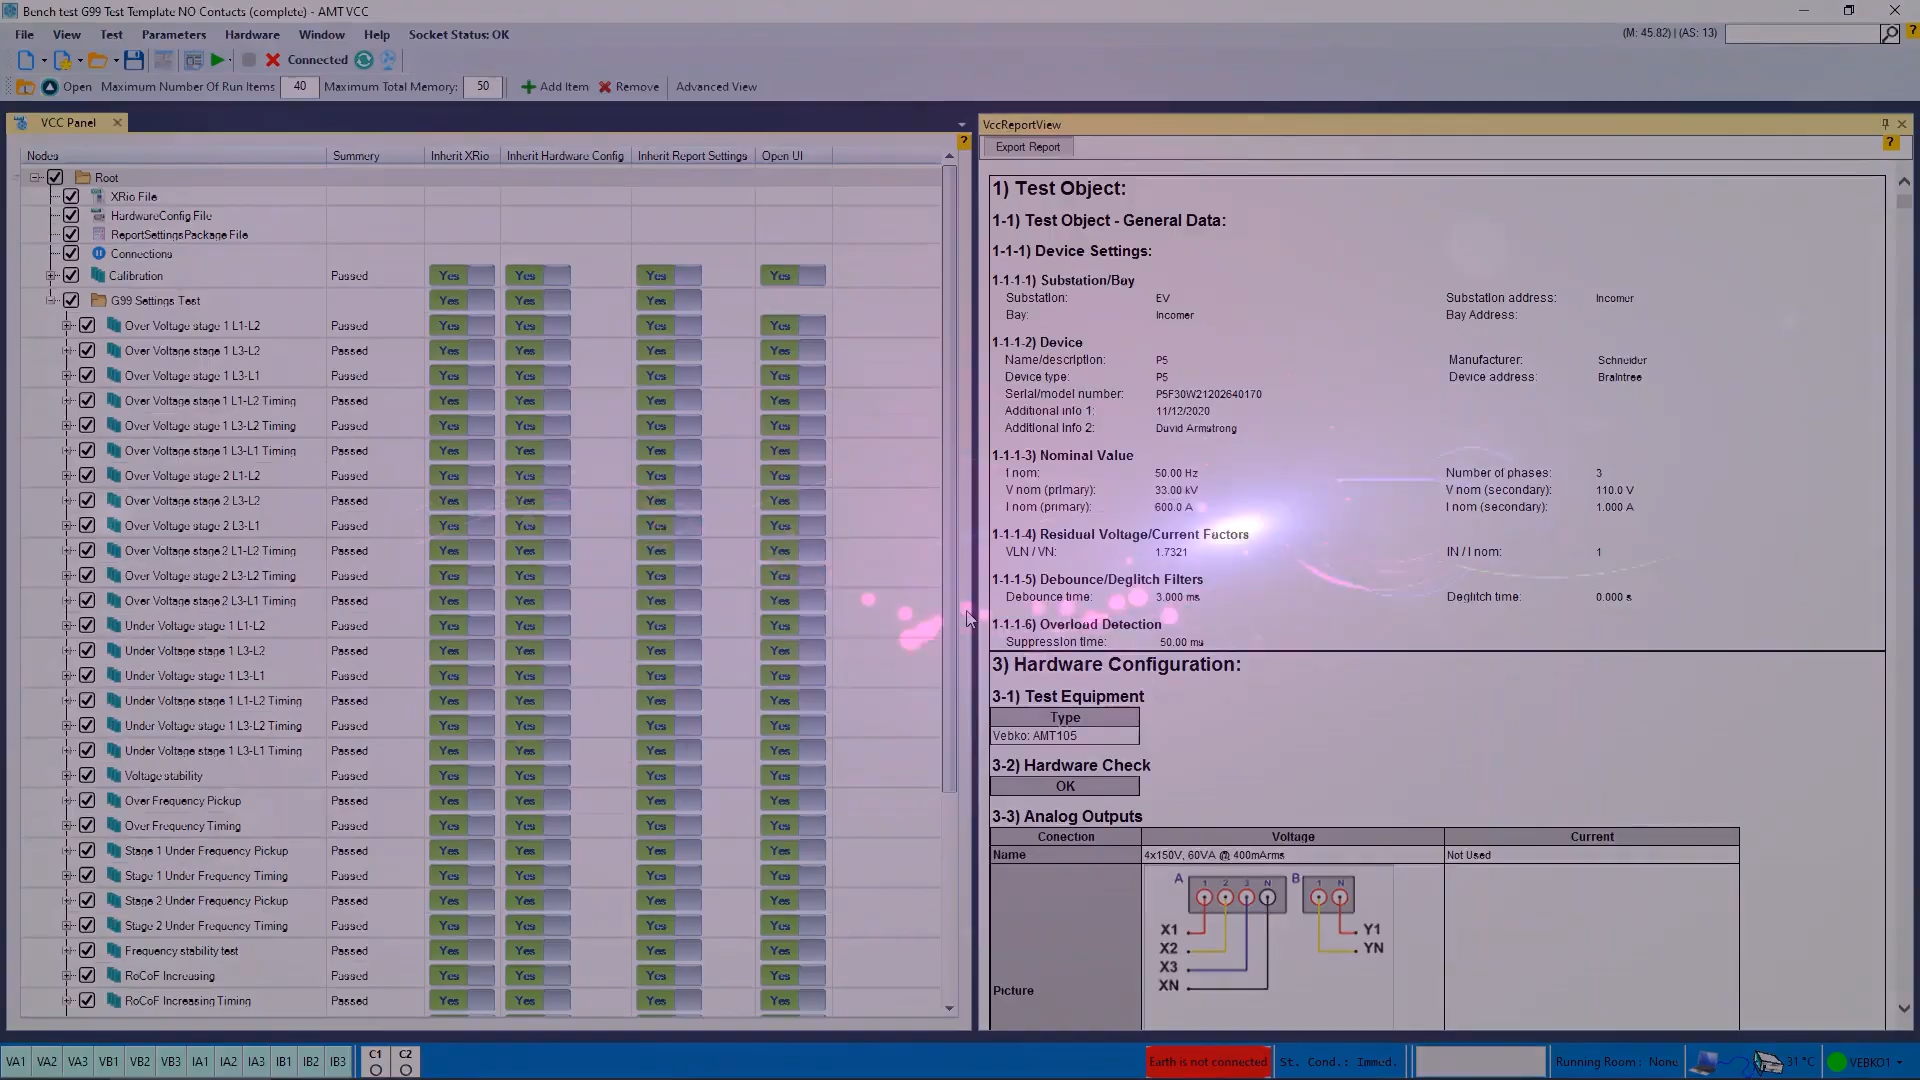 Bench test G99 Test Template NO Contacts (complete) - AMT VCC
File View Test Parameters Hardware Window Help Socket Status: OK
(M: 45.82) | (AS: 13)
Connected
Open Maximum Number Of Run Items 40 Maximum Total Memory: 50 Add Item Remove Advanced View
VCC Panel
Nodes Summery Inherit XRio Inherit Hardware Config Inherit Report Settings Open UI
Root
XRio File
HardwareConfig File
ReportSettingsPackage File
Connections
Calibration Passed Yes Yes Yes Yes
G99 Settings Test Yes Yes Yes
Over Voltage stage 1 L1-L2 Passed Yes Yes Yes Yes
Over Voltage stage 1 L3-L2 Passed Yes Yes Yes Yes
Over Voltage stage 1 L3-L1 Passed Yes Yes Yes Yes
Over Voltage stage 1 L1-L2 Timing Passed Yes Yes Yes Yes
Over Voltage stage 1 L3-L2 Timing Passed Yes Yes Yes Yes
Over Voltage stage 1 L3-L1 Timing Passed Yes Yes Yes Yes
Over Voltage stage 2 L1-L2 Passed Yes Yes Yes Yes
Over Voltage stage 2 L3-L2 Passed Yes Yes Yes Yes
Over Voltage stage 2 L3-L1 Passed Yes Yes Yes Yes
Over Voltage stage 2 L1-L2 Timing Passed Yes Yes Yes Yes
Over Voltage stage 2 L3-L2 Timing Passed Yes Yes Yes Yes
Over Voltage stage 2 L3-L1 Timing Passed Yes Yes Yes Yes
Under Voltage stage 1 L1-L2 Passed Yes Yes Yes Yes
Under Voltage stage 1 L3-L2 Passed Yes Yes Yes Yes
Under Voltage stage 1 L3-L1 Passed Yes Yes Yes Yes
Under Voltage stage 1 L1-L2 Timing Passed Yes Yes Yes Yes
Under Voltage stage 1 L3-L2 Timing Passed Yes Yes Yes Yes
Under Voltage stage 1 L3-L1 Timing Passed Yes Yes Yes Yes
Voltage stability Passed Yes Yes Yes Yes
Over Frequency Pickup Passed Yes Yes Yes Yes
Over Frequency Timing Passed Yes Yes Yes Yes
Stage 1 Under Frequency Pickup Passed Yes Yes Yes Yes
Stage 1 Under Frequency Timing Passed Yes Yes Yes Yes
Stage 2 Under Frequency Pickup Passed Yes Yes Yes Yes
Stage 2 Under Frequency Timing Passed Yes Yes Yes Yes
Frequency stability test Passed Yes Yes Yes Yes
RoCoF Increasing Passed Yes Yes Yes Yes
RoCoF Increasing Timing Passed Yes Yes Yes Yes
VccReportView
Export Report
1) Test Object:
1-1) Test Object - General Data:
1-1-1) Device Settings:
1-1-1-1) Substation/Bay
Substation: EV Substation address: Incomer
Bay: Incomer Bay Address:
1-1-1-2) Device
Name/description: P5 Manufacturer: Schneider
Device type: P5 Device address: Braintree
Serial/model number: P5F30W21202640170
Additional info 1: 11/12/2020
Additional info 2: David Armstrong
1-1-1-3) Nominal Value
f nom: 50.00 Hz Number of phases: 3
V nom (primary): 33.00 kV V nom (secondary): 110.0 V
I nom (primary): 600.0 A I nom (secondary): 1.000 A
1-1-1-4) Residual Voltage/Current Factors
VLN / VN: 1.7321 IN / I nom: 1
1-1-1-5) Debounce/Deglitch Filters
Debounce time: 3.000 ms Deglitch time: 0.000 s
1-1-1-6) Overload Detection
Suppression time: 50.00 ms
3) Hardware Configuration:
3-1) Test Equipment
Type
Vebko: AMT105
3-2) Hardware Check
OK
3-3) Analog Outputs
Conection Voltage Current
Name 4x150V, 60VA @ 400mArms Not Used
Picture
A 1 2 3 N B 1 N
X1 Y1
X2 YN
X3
XN
VA1 VA2 VA3 VB1 VB2 VB3 IA1 IA2 IA3 IB1 IB2 IB3 C1 C2
Earth is not connected St. Cond.: Immed. Running Room : None 31 °C VEBKO1